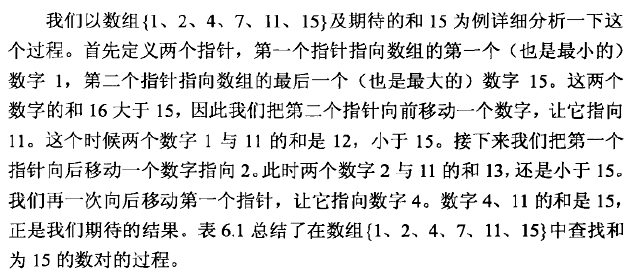 我们以数组{1、2、4、7、11、15}及期待的和 15 为例详细分析一下这
个过程。首先定义两个指针，第一个指针指向数组的第一个（也是最小的）
数字 1，第二个指针指向数组的最后一个（也是最大的）数字 15。这两个
数字的和 16 大于 15，因此我们把第二个指针向前移动一个数字，让它指向
11。这个时候两个数字 1 与 11 的和是 12，小于 15。接下来我们把第一个
指针向后移动一个数字指向 2。此时两个数字 2 与 11 的和 13，还是小于 15。
我们再一次向后移动第一个指针，让它指向数字 4。数字 4、11 的和是 15，
正是我们期待的结果。表 6.1 总结了在数组{1、2、4、7、11、15}中查找和
为 15 的数对的过程。